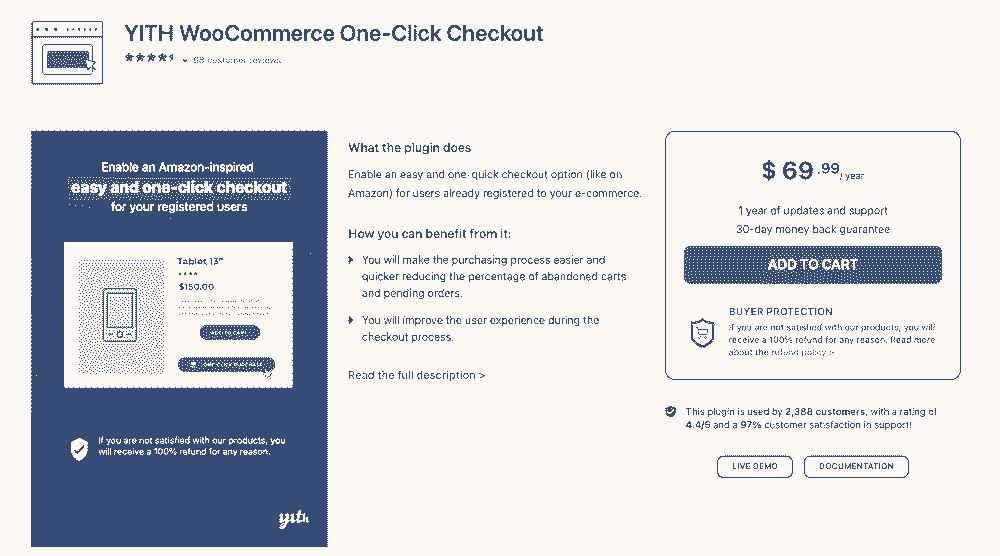 YITH WooCommerce One-Click Checkout
68 customer reviews
Enable an Amazon-inspired
easy and one-click checkout
for your registered users
Tablet 13"
$150.00
ADD TO CART
ONE-CLICK PURCHASE
If you are not satisfied with our products, you
will receive a 100% refund for any reason.
yith
What the plugin does
Enable an easy and one-quick checkout option (like on
Amazon) for users already registered to your e-commerce.
How you can benefit from it:
You will make the purchasing process easier and
quicker reducing the percentage of abandoned carts
and pending orders.
You will improve the user experience during the
checkout process.
Read the full description >
$ 69.99/ year
1 year of updates and support
30-day money back guarantee
ADD TO CART
BUYER PROTECTION
If you are not satisfied with our products, you will
receive a 100% refund for any reason. Read more
about the refund policy >
This plugin is used by 2,388 customers, with a rating of
4.4/5 and a 97% customer satisfaction in support!
LIVE DEMO
DOCUMENTATION